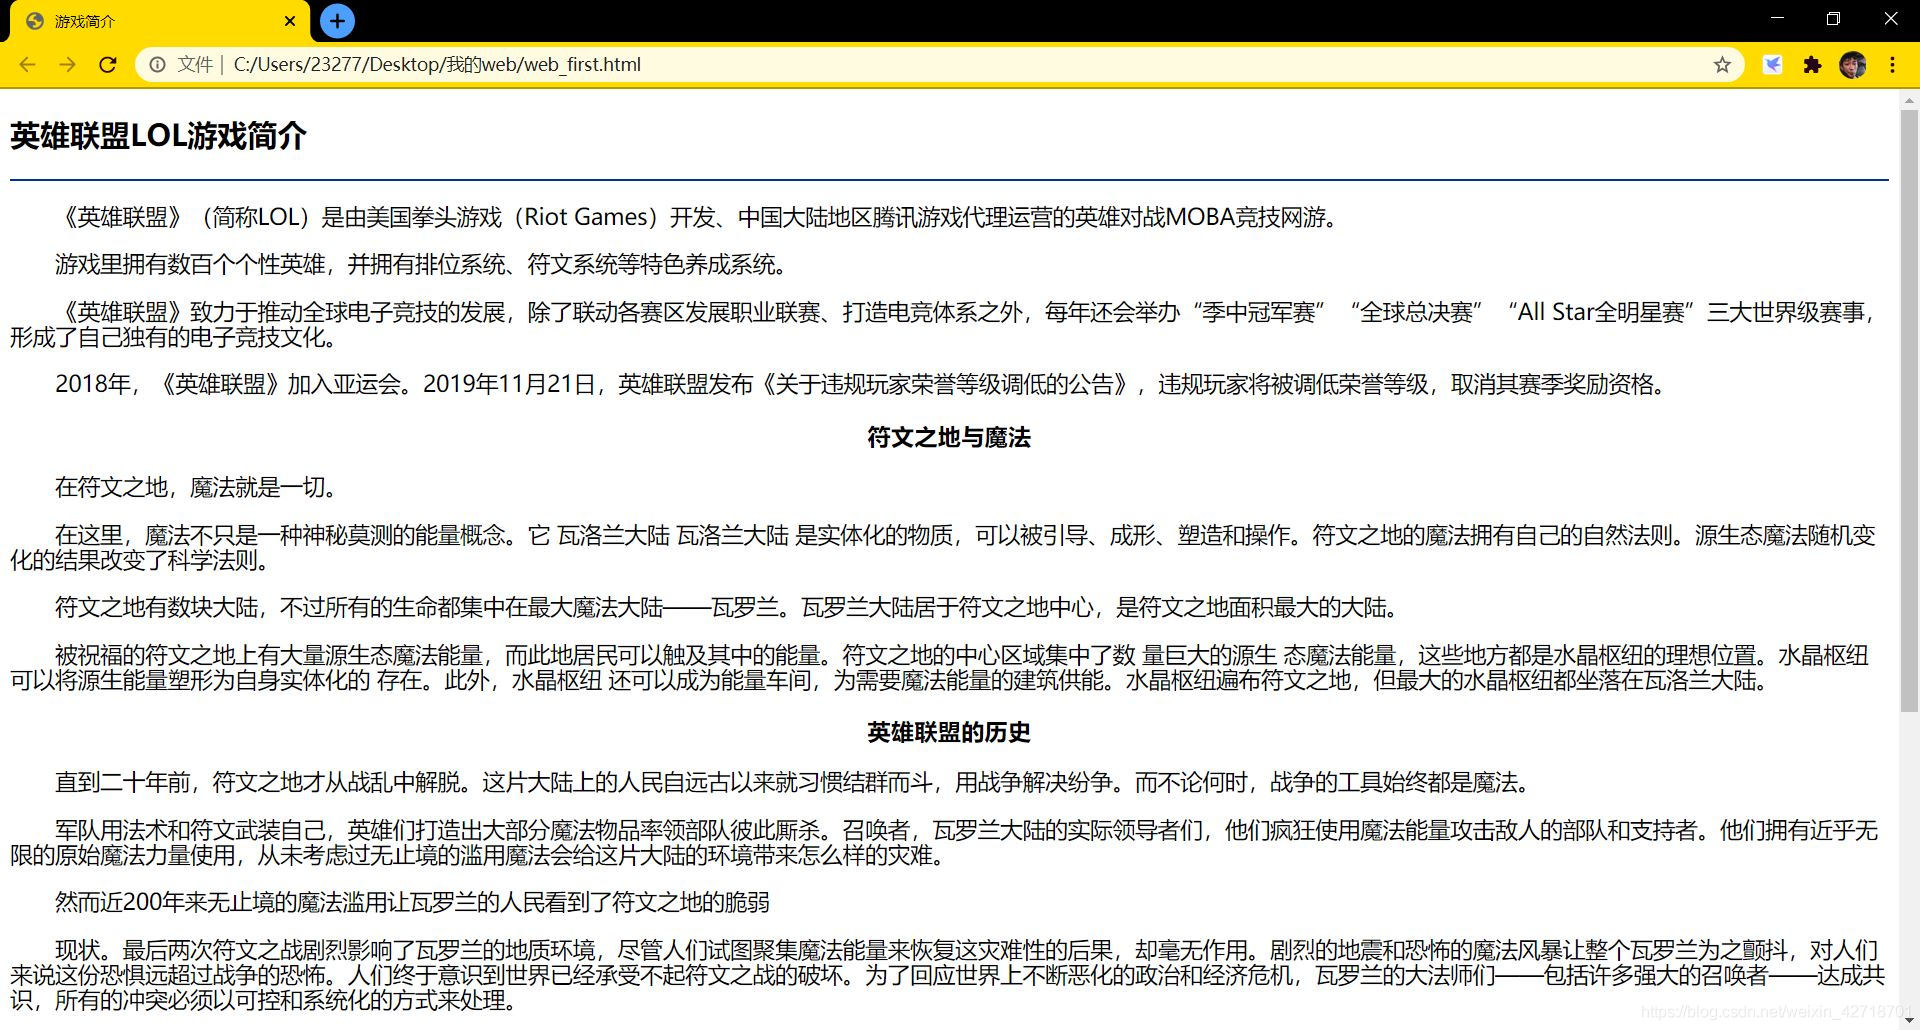 游戏简介
文件 | C:/Users/23277/Desktop/我的web/web_first.html
英雄联盟LOL游戏简介
《英雄联盟》（简称LOL）是由美国拳头游戏（Riot Games）开发、中国大陆地区腾讯游戏代理运营的英雄对战MOBA竞技网游。
游戏里拥有数百个个性英雄，并拥有排位系统、符文系统等特色养成系统。
《英雄联盟》致力于推动全球电子竞技的发展，除了联动各赛区发展职业联赛、打造电竞体系之外，每年还会举办“季中冠军赛”“全球总决赛”“All Star全明星赛”三大世界级赛事，
形成了自己独有的电子竞技文化。
2018年，《英雄联盟》加入亚运会。2019年11月21日，英雄联盟发布《关于违规玩家荣誉等级调低的公告》，违规玩家将被调低荣誉等级，取消其赛季奖励资格。
符文之地与魔法
在符文之地，魔法就是一切。
在这里，魔法不只是一种神秘莫测的能量概念。它 瓦洛兰大陆 瓦洛兰大陆 是实体化的物质，可以被引导、成形、塑造和操作。符文之地的魔法拥有自己的自然法则。源生态魔法随机变
化的结果改变了科学法则。
符文之地有数块大陆，不过所有的生命都集中在最大魔法大陆——瓦罗兰。瓦罗兰大陆居于符文之地中心，是符文之地面积最大的大陆。
被祝福的符文之地上有大量源生态魔法能量，而此地居民可以触及其中的能量。符文之地的中心区域集中了数 量巨大的源生 态魔法能量，这些地方都是水晶枢纽的理想位置。水晶枢纽
可以将源生能量塑形为自身实体化的 存在。此外，水晶枢纽 还可以成为能量车间，为需要魔法能量的建筑供能。水晶枢纽遍布符文之地，但最大的水晶枢纽都坐落在瓦洛兰大陆。
英雄联盟的历史
直到二十年前，符文之地才从战乱中解脱。这片大陆上的人民自远古以来就习惯结群而斗，用战争解决纷争。而不论何时，战争的工具始终都是魔法。
军队用法术和符文武装自己，英雄们打造出大部分魔法物品率领部队彼此厮杀。召唤者，瓦罗兰大陆的实际领导者们，他们疯狂使用魔法能量攻击敌人的部队和支持者。他们拥有近乎无
限的原始魔法力量使用，从未考虑过无止境的滥用魔法会给这片大陆的环境带来怎么样的灾难。
然而近200年来无止境的魔法滥用让瓦罗兰的人民看到了符文之地的脆弱
现状。最后两次符文之战剧烈影响了瓦罗兰的地质环境，尽管人们试图聚集魔法能量来恢复这灾难性的后果，却毫无作用。剧烈的地震和恐怖的魔法风暴让整个瓦罗兰为之颤抖，对人们
来说这份恐惧远超过战争的恐怖。人们终于意识到世界已经承受不起符文之战的破坏。为了回应世界上不断恶化的政治和经济危机，瓦罗兰的大法师们——包括许多强大的召唤者——达成共
识，所有的冲突必须以可控和系统化的方式来处理。
https://blog.csdn.net/weixin_42718701